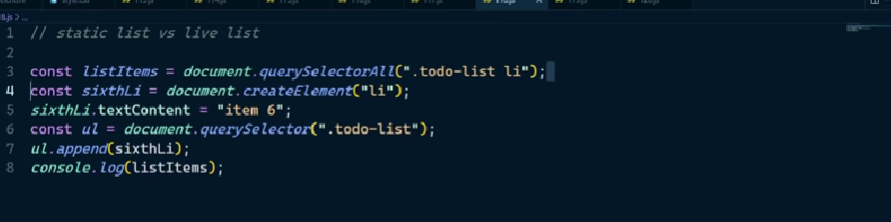 // static list vs live list
const listItems = document.querySelectorAll(".todo-list li");
const sixthLi = document.createElement("li");
sixthLi.textContent = "item 6";
const ul = document.querySelector(".todo-list");
ul.append(sixthLi);
console.log(listItems);